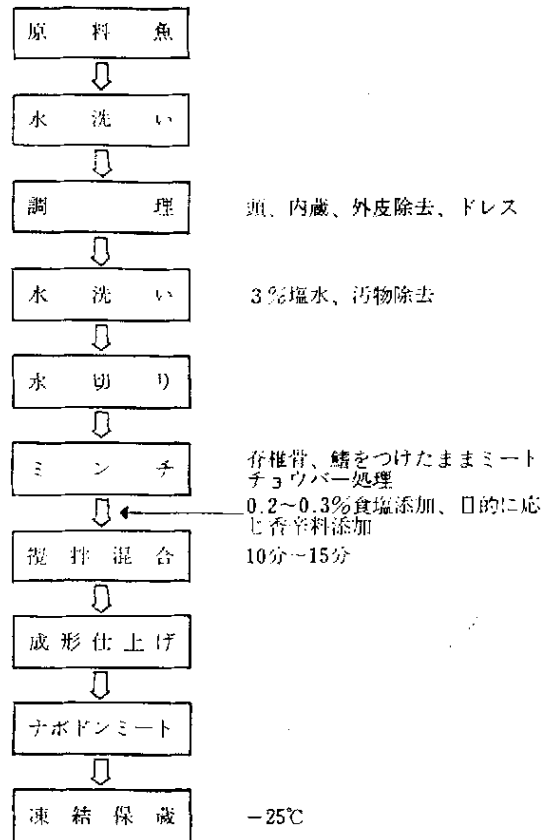 原料魚
水洗い
調理
頭、内蔵、外皮除去、ドレス
水洗い
3%塩水、汚物除去
水切り
ミンチ
脊椎骨、鰭をつけたままミート
チョウバー処理
0.2~0.3%食塩添加、目的に応
じ香辛料添加
攪拌混合
10分~15分
成形仕上げ
ナボドンミート
凍結保蔵
-25℃